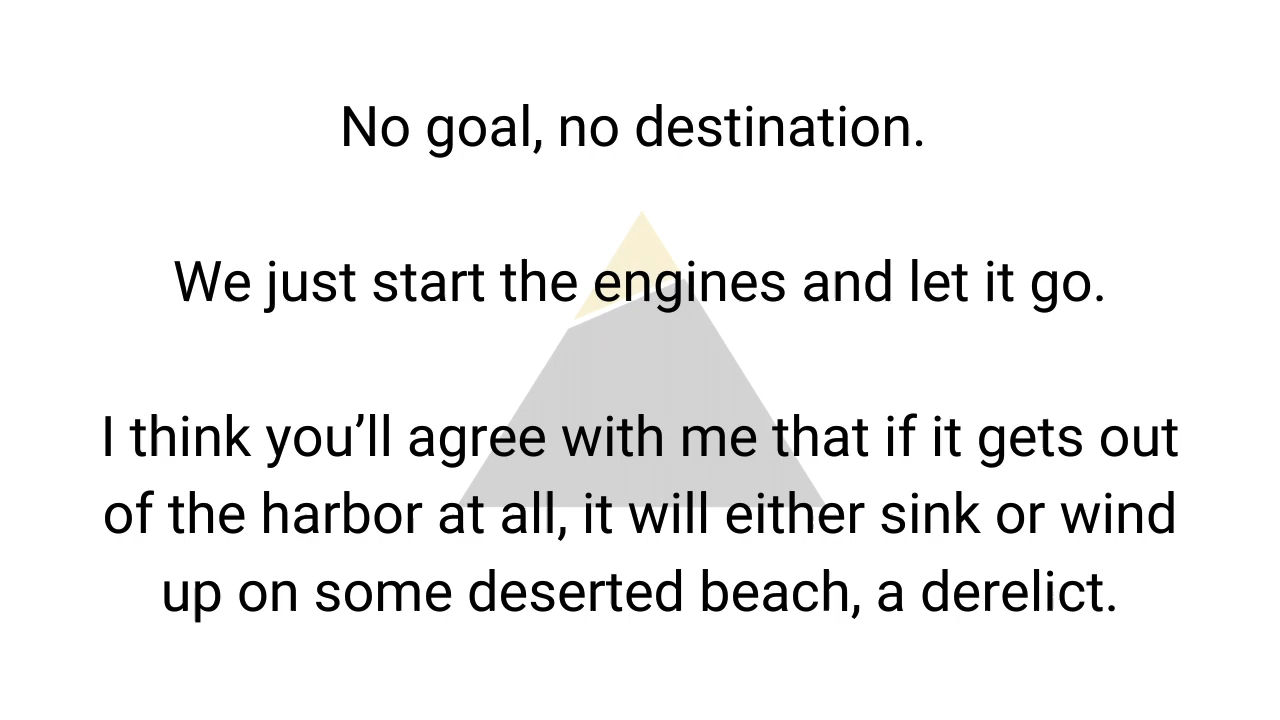 No goal, no destination.
We just start the engines and let it go.
I think you’ll agree with me that if it gets out
of the harbor at all, it will either sink or wind
up on some deserted beach, a derelict.